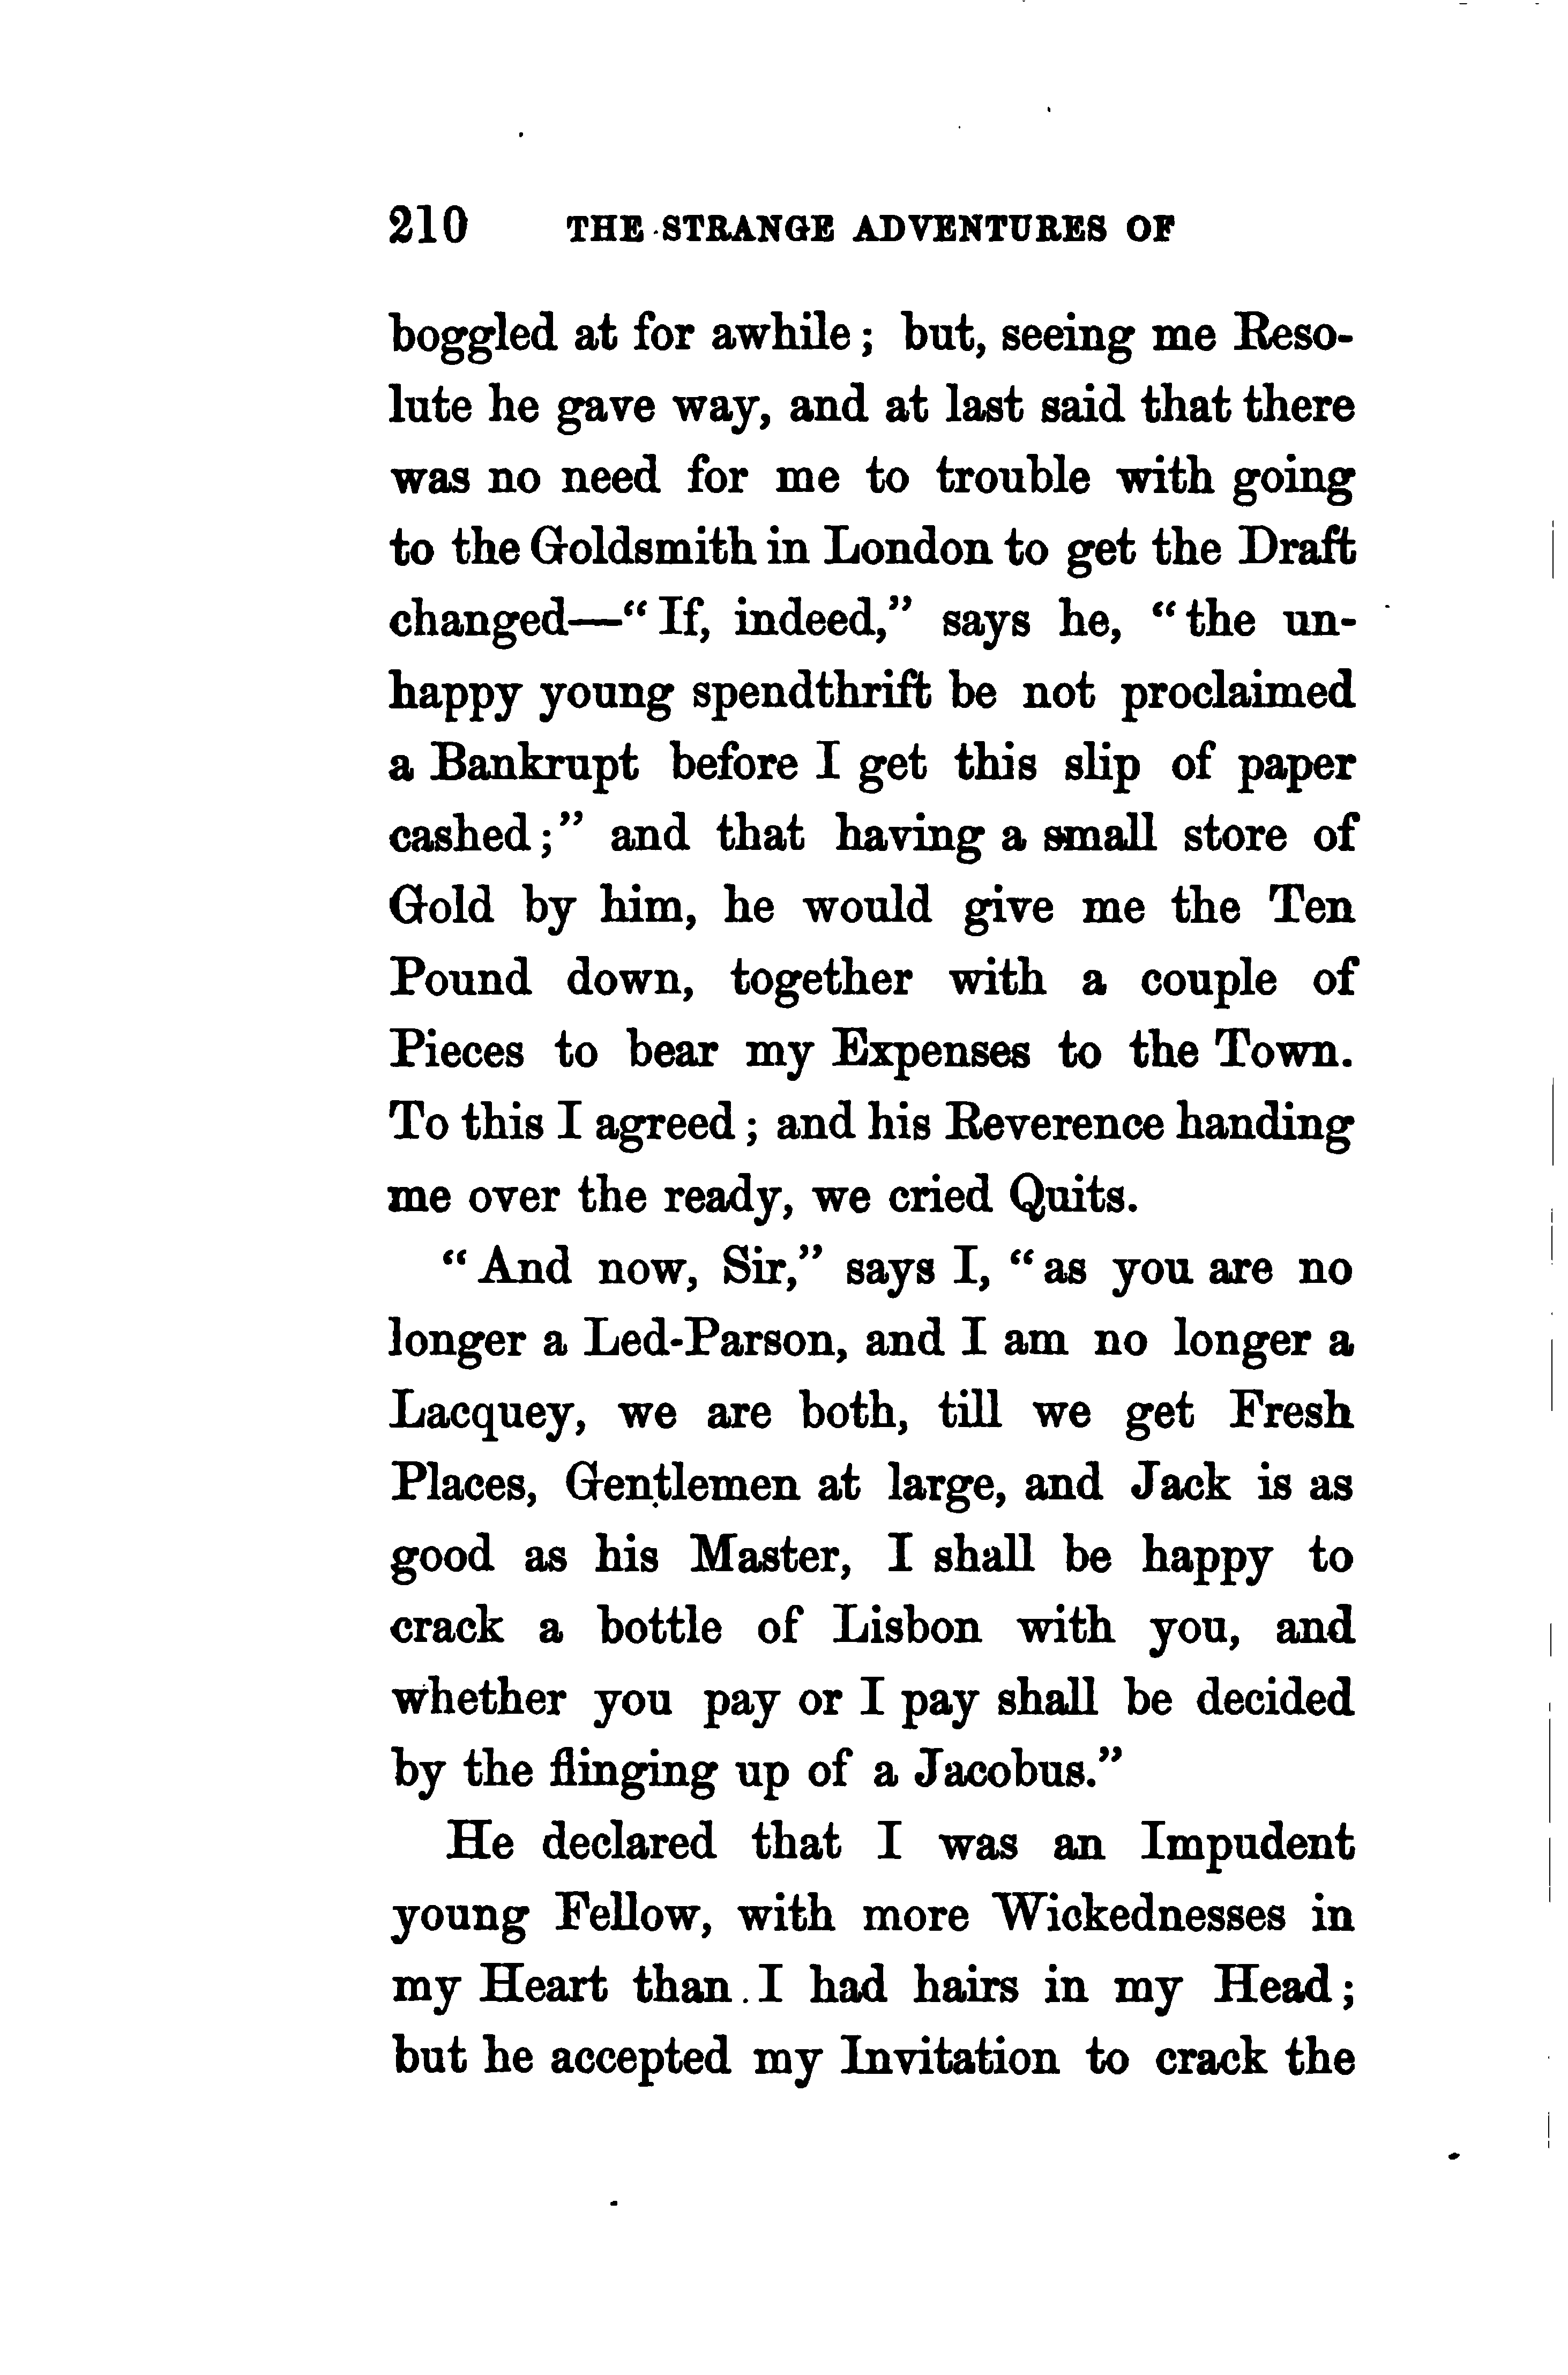 210 THE STRANGE ADVENTURES OF
boggled at for awhile; but, seeing me Reso-
lute he gave way, and at last said that there
was no need for me to trouble with going
to the Goldsmith in London to get the Draft
changed—“If, indeed,” says he, “the un-
happy young spendthrift be not proclaimed
a Bankrupt before I get this slip of paper
cashed;” and that having a small store of
Gold by him, he would give me the Ten
Pound down, together with a couple of
Pieces to bear my Expenses to the Town.
To this I agreed; and his Reverence handing
me over the ready, we cried Quits.
“And now, Sir,” says I, “as you are no
longer a Led-Parson, and I am no longer a
Lacquey, we are both, till we get Fresh
Places, Gentlemen at large, and Jack is as
good as his Master, I shall be happy to
crack a bottle of Lisbon with you, and
whether you pay or I pay shall be decided
by the flinging up of a Jacobus.”
He declared that I was an Impudent
young Fellow, with more Wickednesses in
my Heart than I had hairs in my Head;
but he accepted my Invitation to crack the